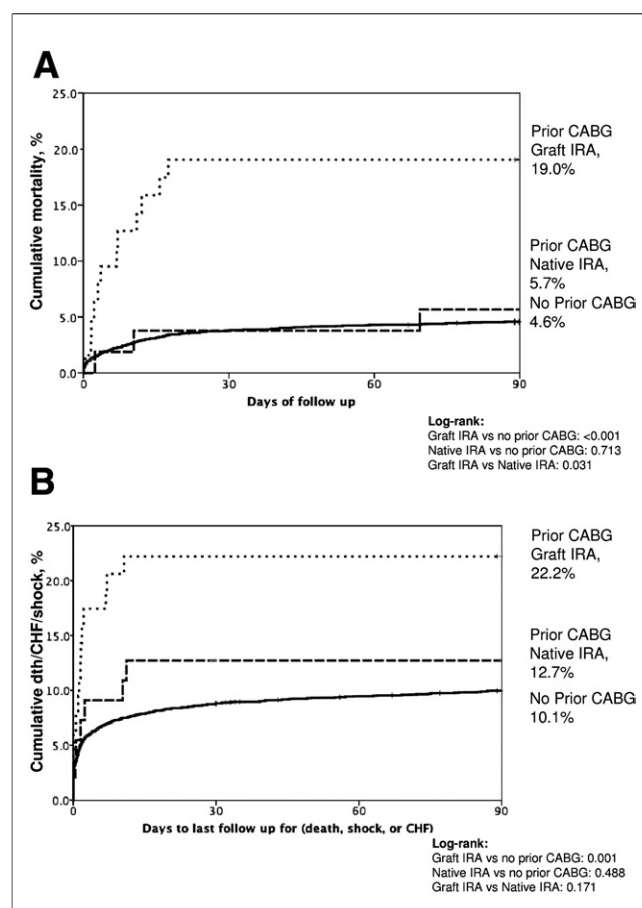 A
25.0
20.0
15.0
10.0
5.0
0.0
Cumulative mortality, %
0
30
60
90
Days of follow up
Prior CABG
Graft IRA,
19.0%
Prior CABG
Native IRA,
5.7%
No Prior CABG
4.6%
Log-rank:
Graft IRA vs no prior CABG: <0.001
Native IRA vs no prior CABG: 0.713
Graft IRA vs Native IRA: 0.031
B
25.0
20.0
15.0
10.0
5.0
0.0
Cumulative dth/CHF/shock, %
0
30
60
90
Days to last follow up for (death, shock, or CHF)
Prior CABG
Graft IRA,
22.2%
Prior CABG
Native IRA,
12.7%
No Prior CABG
10.1%
Log-rank:
Graft IRA vs no prior CABG: 0.001
Native IRA vs no prior CABG: 0.488
Graft IRA vs Native IRA: 0.171